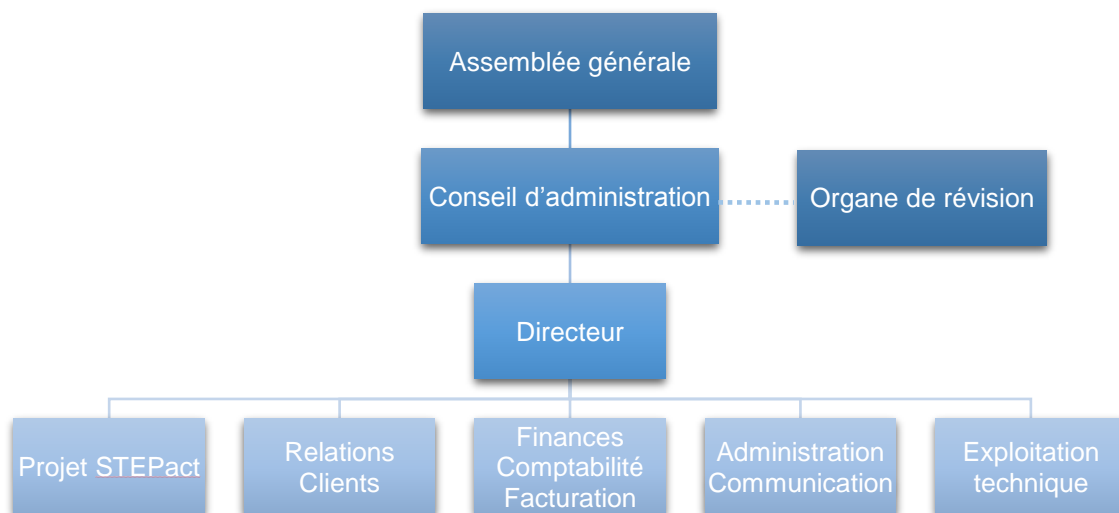 Assemblée générale
Conseil d’administration
Organe de révision
Directeur
Projet STEPact
Relations
Clients
Finances
Comptabilité
Facturation
Administration
Communication
Exploitation
technique